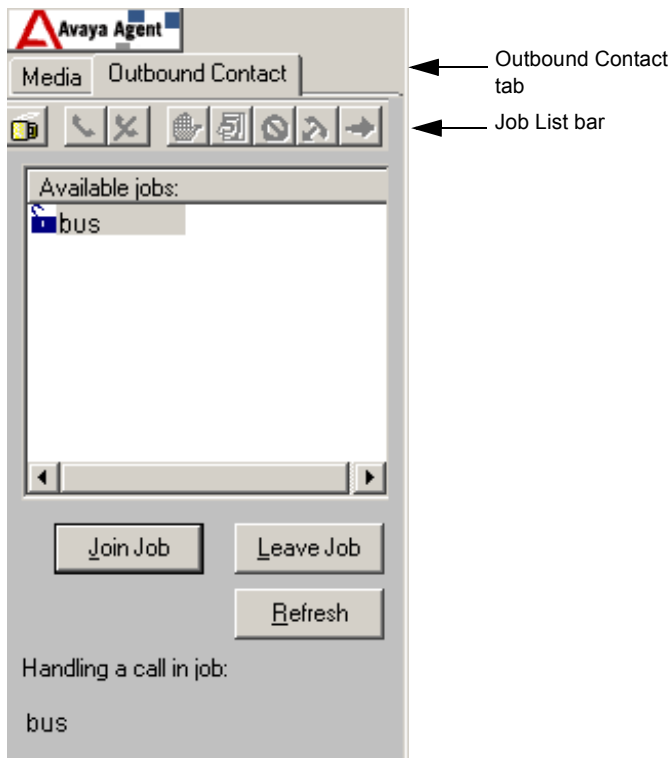 Avaya Agent
Media Outbound Contact
Outbound Contact
tab
Job List bar
Available jobs:
bus
Join Job Leave Job
Refresh
Handling a call in job:
bus